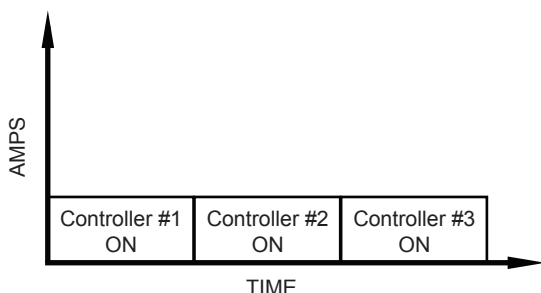 AMPS
Controller #1
ON
Controller #2
ON
Controller #3
ON
TIME